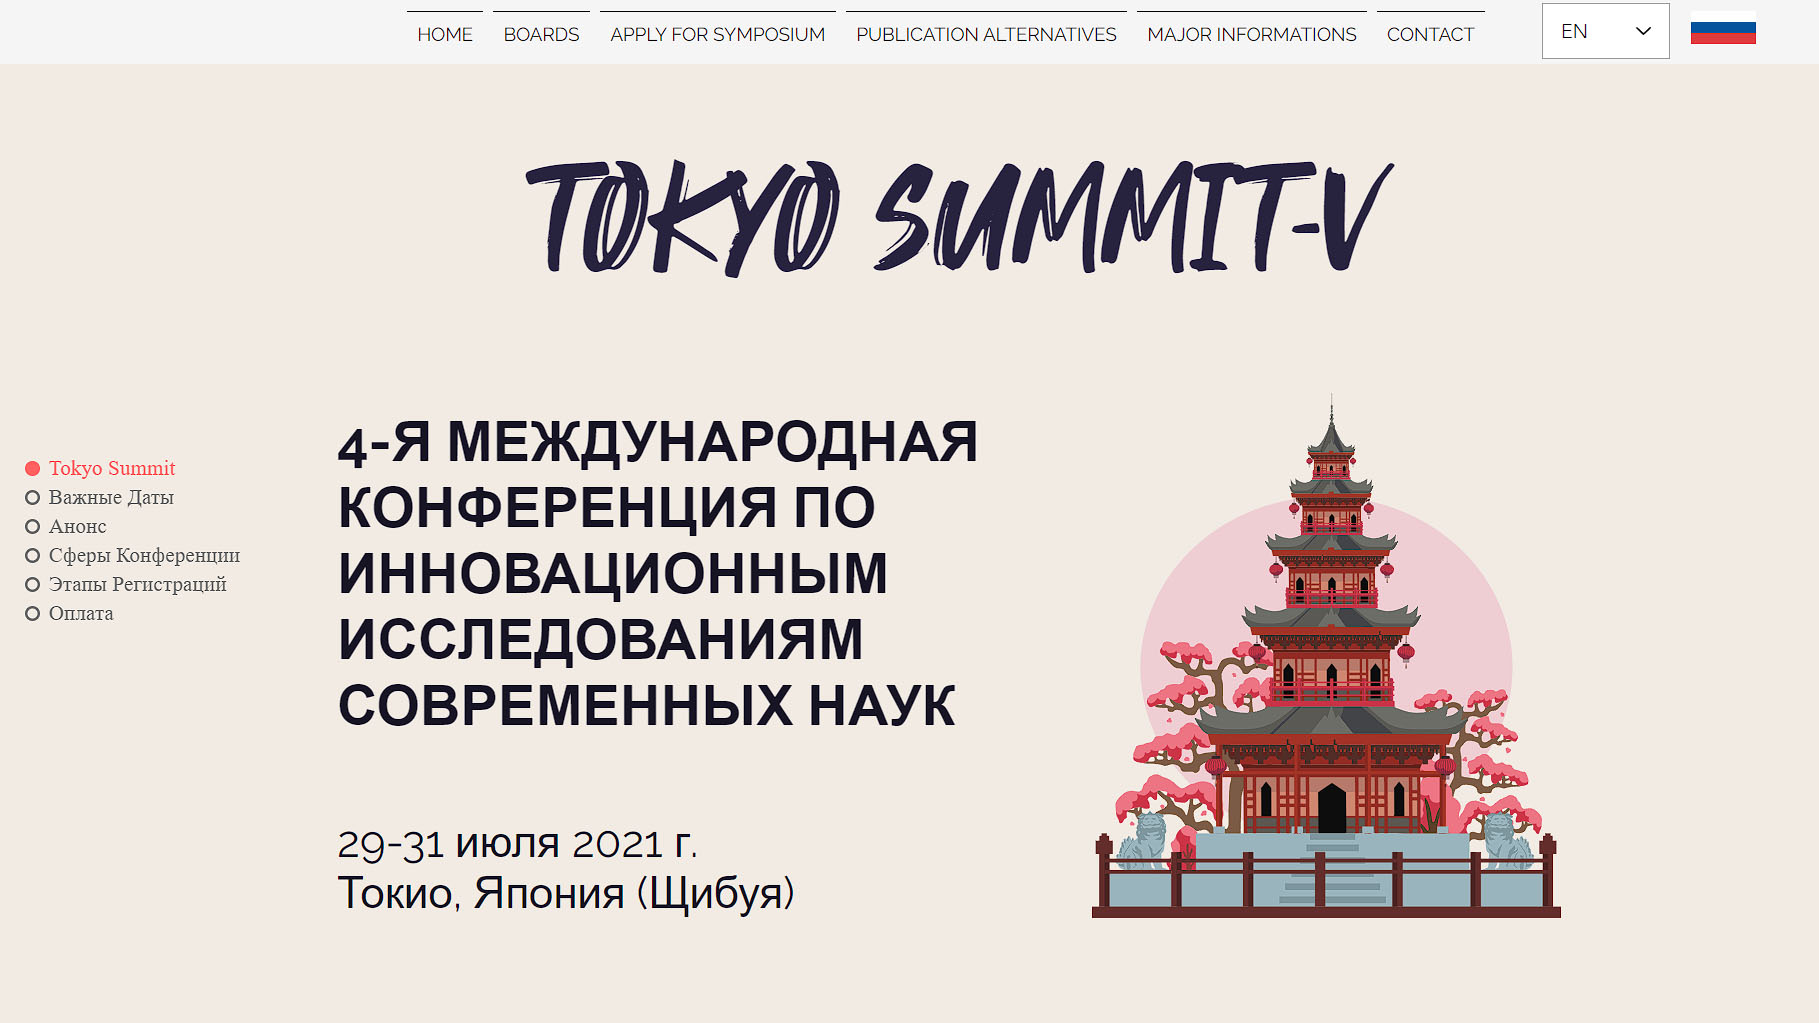 HOME BOARDS APPLY FOR SYMPOSIUM PUBLICATION ALTERNATIVES MAJOR INFORMATIONS CONTACT EN
TOKYO SUMMIT-V
Tokyo Summit
Важные Даты
Анонс
Сферы Конференции
Этапы Регистраций
Оплата
4-Я МЕЖДУНАРОДНАЯ
КОНФЕРЕНЦИЯ ПО
ИННОВАЦИОННЫМ
ИССЛЕДОВАНИЯМ
СОВРЕМЕННЫХ НАУК
29-31 июля 2021 г.
Токио, Япония (Щибуя)